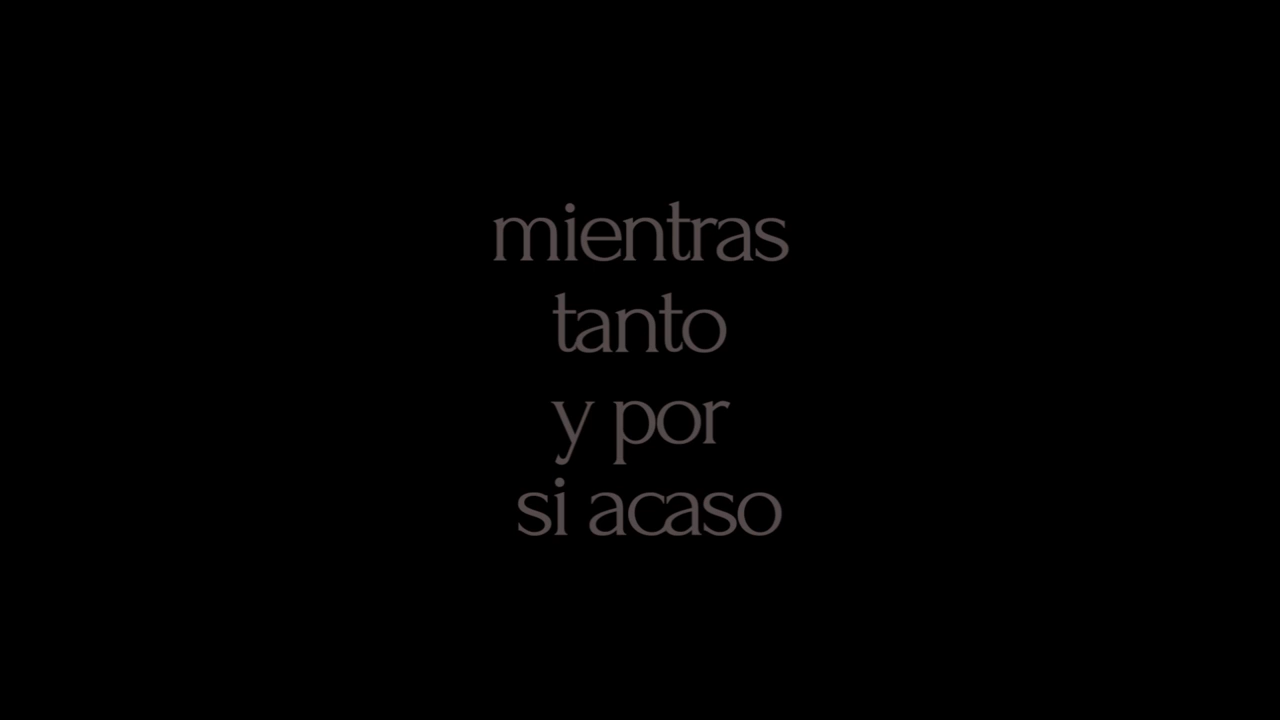 mientras
tanto
y por
si acaso